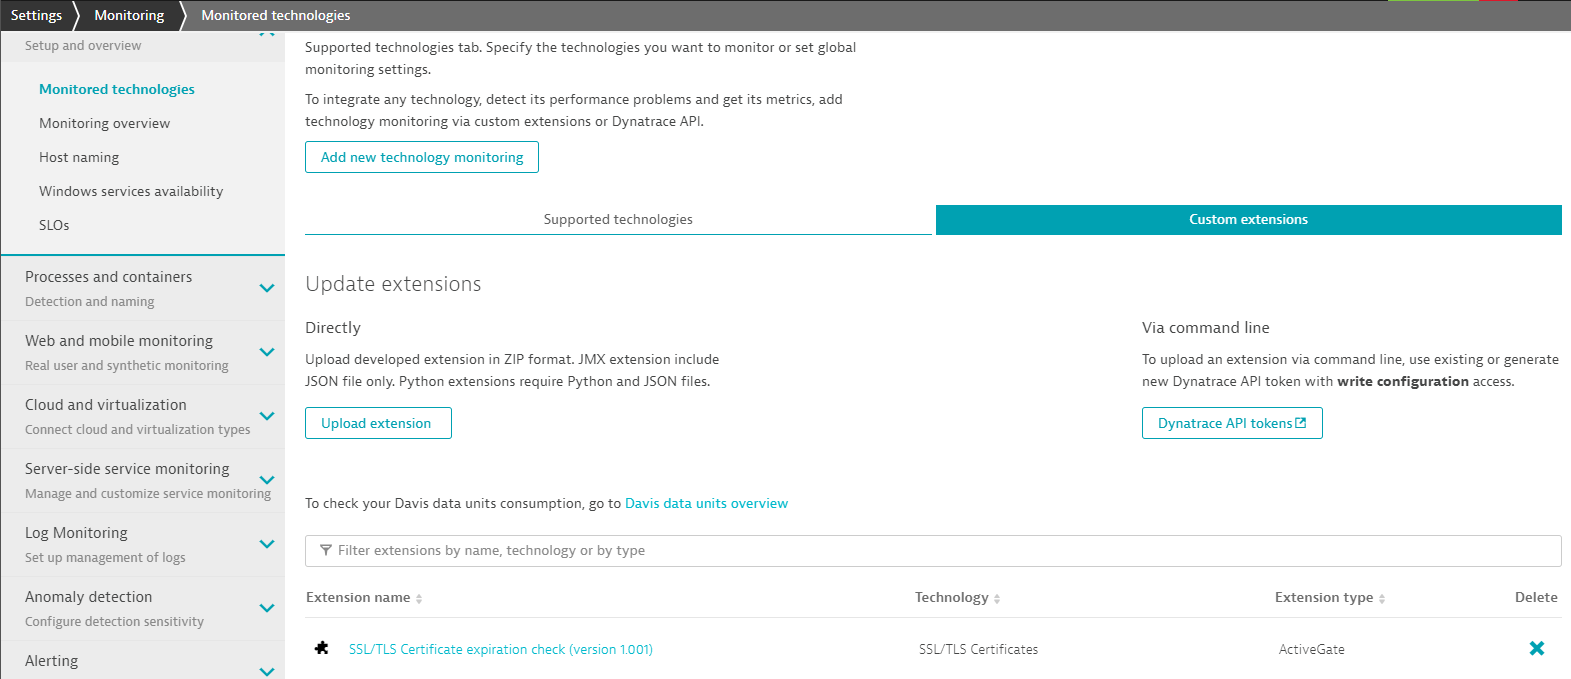 Settings
Monitoring
Monitored technologies
Setup and overview
Monitored technologies
Monitoring overview
Host naming
Windows services availability
SLOs
Processes and containers
Detection and naming
Web and mobile monitoring
Real user and synthetic monitoring
Cloud and virtualization
Connect cloud and virtualization types
Server-side service monitoring
Manage and customize service monitoring
Log Monitoring
Set up management of logs
Anomaly detection
Configure detection sensitivity
Alerting
Supported technologies tab. Specify the technologies you want to monitor or set global
monitoring settings.
To integrate any technology, detect its performance problems and get its metrics, add
technology monitoring via custom extensions or Dynatrace API.
Add new technology monitoring
Supported technologies
Custom extensions
Update extensions
Directly
Upload developed extension in ZIP format. JMX extension include
JSON file only. Python extensions require Python and JSON files.
Upload extension
Via command line
To upload an extension via command line, use existing or generate
new Dynatrace API token with write configuration access.
Dynatrace API tokens
To check your Davis data units consumption, go to Davis data units overview
Filter extensions by name, technology or by type
Extension name Technology Extension type Delete
SSL/TLS Certificate expiration check (version 1.001) SSL/TLS Certificates ActiveGate